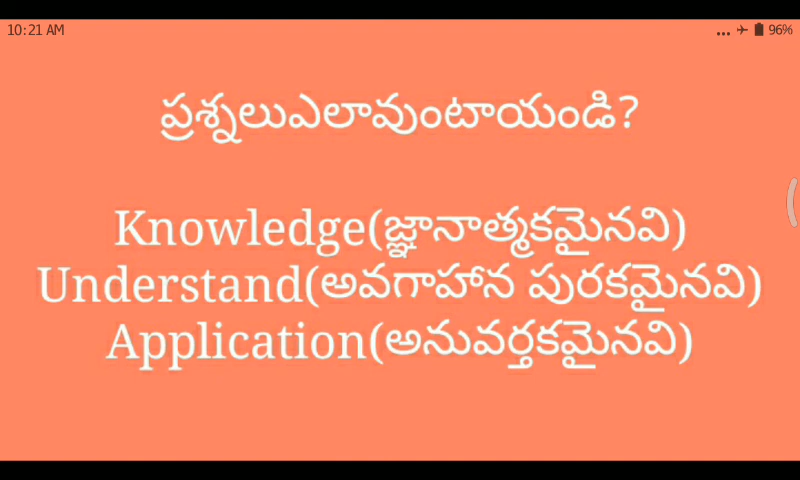 10:21 AM ... 96%
ప్రశ్నలుఎలావుంటాయండి?
Knowledge(జ్ఞానాత్మకమైనవి)
Understand(అవగాహాన పురకమైనవి)
Application(అనువర్తకమైనవి)